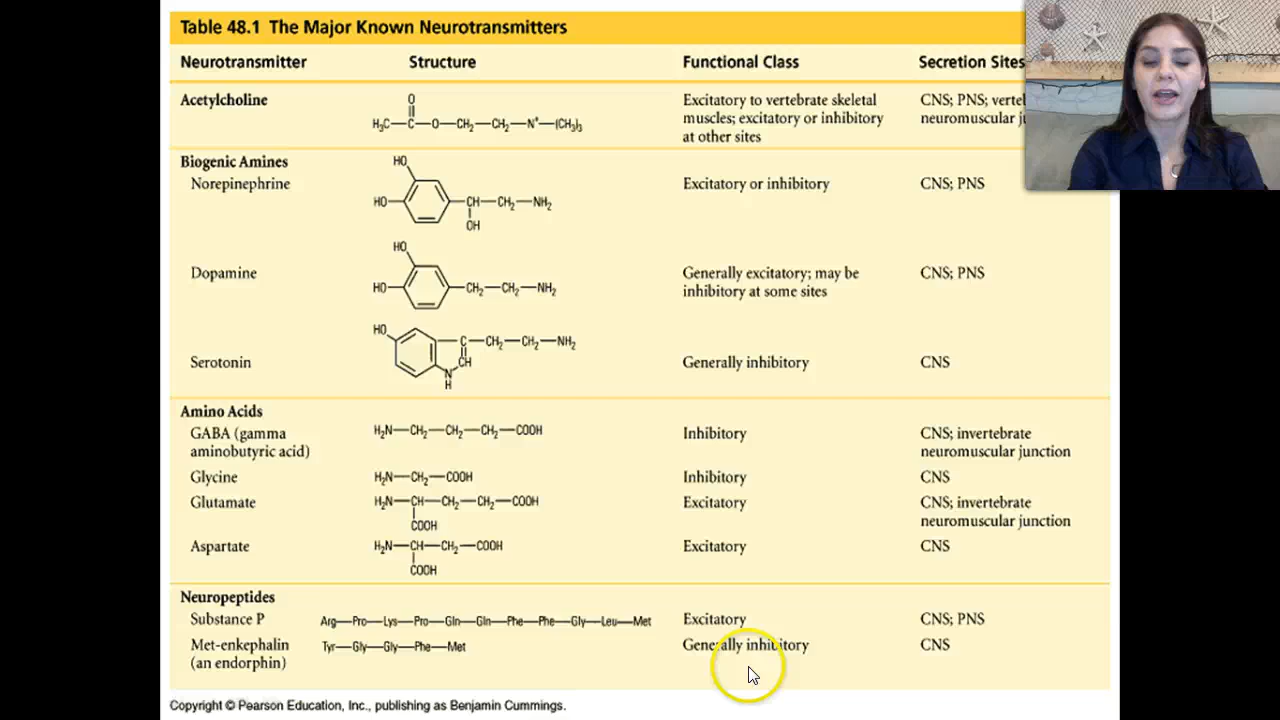 Table 48.1 The Major Known Neurotransmitters
Neurotransmitter Structure Functional Class Secretion Sites
Acetylcholine
O
H₃C—C—O—CH₂—CH₂—N⁺—(CH₃)₃
Excitatory to vertebrate skeletal
muscles; excitatory or inhibitory
at other sites
CNS; PNS;
neuromuscular
Biogenic Amines
Norepinephrine
HO
HO CH—CH₂—NH₂
OH
Excitatory or inhibitory
CNS; PNS
Dopamine
HO
HO CH₂—CH₂—NH₂
Generally excitatory; may be
inhibitory at some sites
CNS; PNS
Serotonin
HO
C—CH₂—CH₂—NH₂
CH
N
H
Generally inhibitory
CNS
Amino Acids
GABA (gamma
aminobutyric acid)
H₂N—CH₂—CH₂—CH₂—COOH
Inhibitory
CNS; invertebrate
neuromuscular junction
Glycine
H₂N—CH₂—COOH
Inhibitory
CNS
Glutamate
H₂N—CH—CH₂—CH₂—COOH
COOH
Excitatory
CNS; invertebrate
neuromuscular junction
Aspartate
H₂N—CH—CH₂—COOH
COOH
Excitatory
CNS
Neuropeptides
Substance P
Arg—Pro—Lys—Pro—Gln—Gln—Phe—Phe—Gly—Leu—Met
Excitatory
CNS; PNS
Met-enkephalin
(an endorphin)
Tyr—Gly—Gly—Phe—Met
Generally inhibitory
CNS
Copyright © Pearson Education, Inc., publishing as Benjamin Cummings.